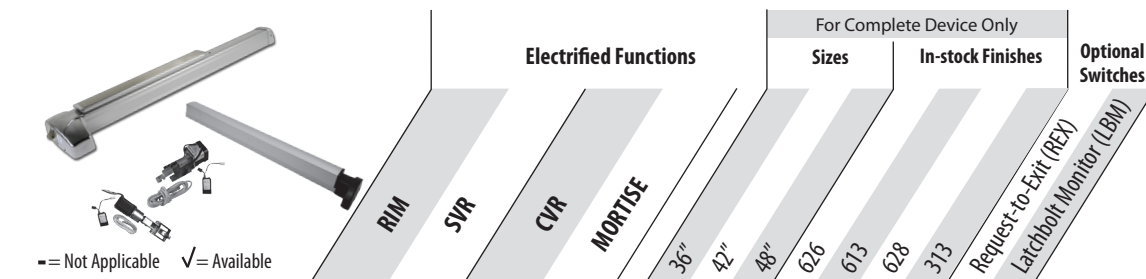 For Complete Device Only
Electrified Functions
Sizes
In-stock Finishes
Optional
Switches
RIM
SVR
CVR
MORTISE
36"
42"
48"
626
613
628
313
Request-to-Exit (REX)
Latchbolt Monitor (LBM)
-= Not Applicable √= Available